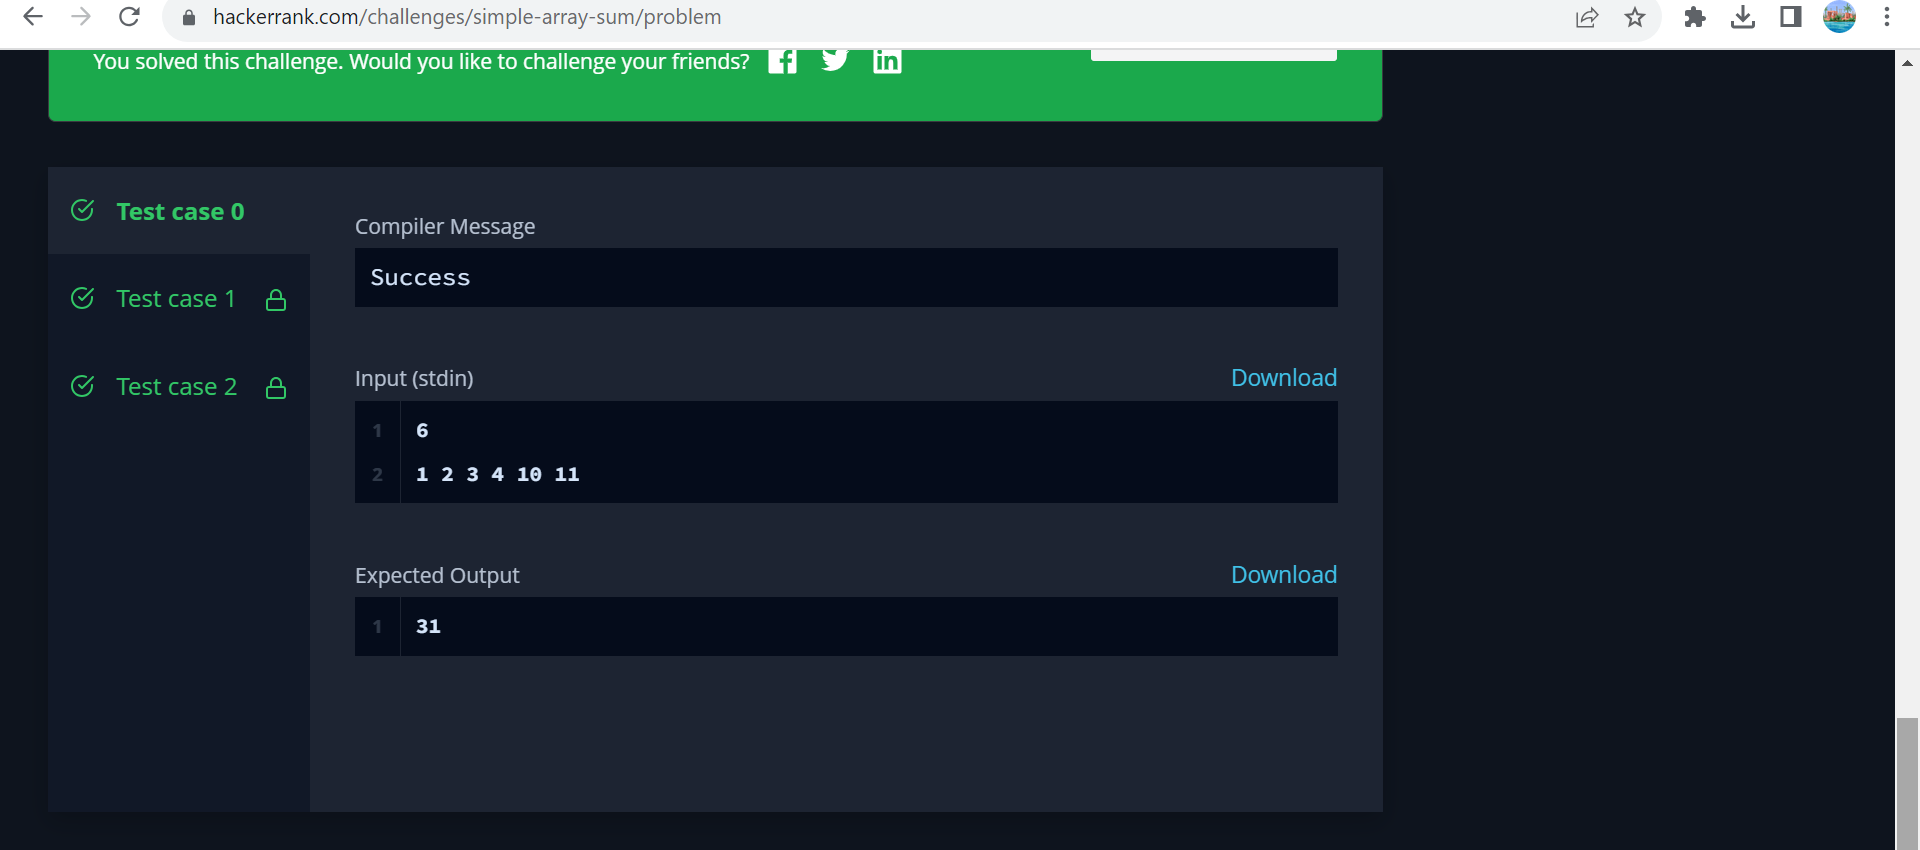 hackerrank.com/challenges/simple-array-sum/problem
You solved this challenge. Would you like to challenge your friends?
Test case 0
Test case 1
Test case 2
Compiler Message
Success
Input (stdin)
Download
1 6
2 1 2 3 4 10 11
Expected Output
Download
1 31